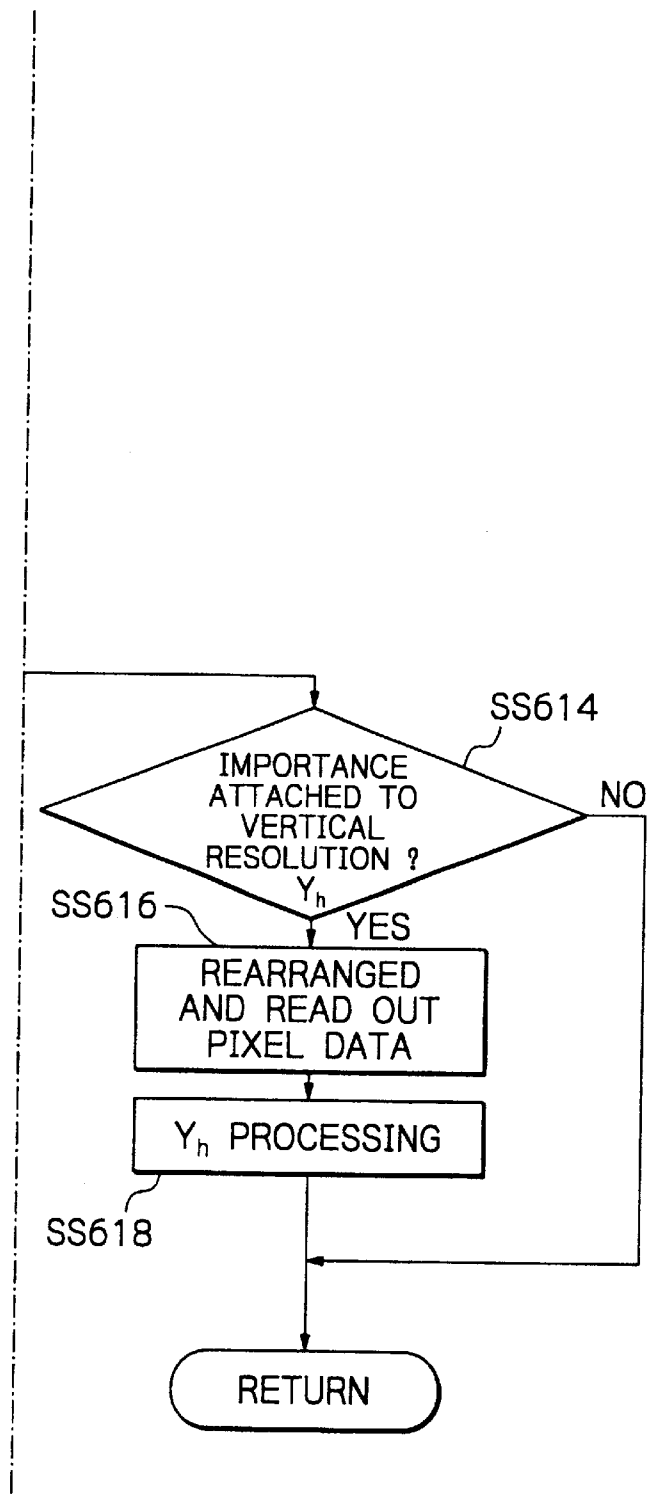 SS614
IMPORTANCE
ATTACHED TO
VERTICAL
RESOLUTION ?
Yh
NO
SS616
YES
REARRANGED
AND READ OUT
PIXEL DATA
Yh PROCESSING
SS618
RETURN